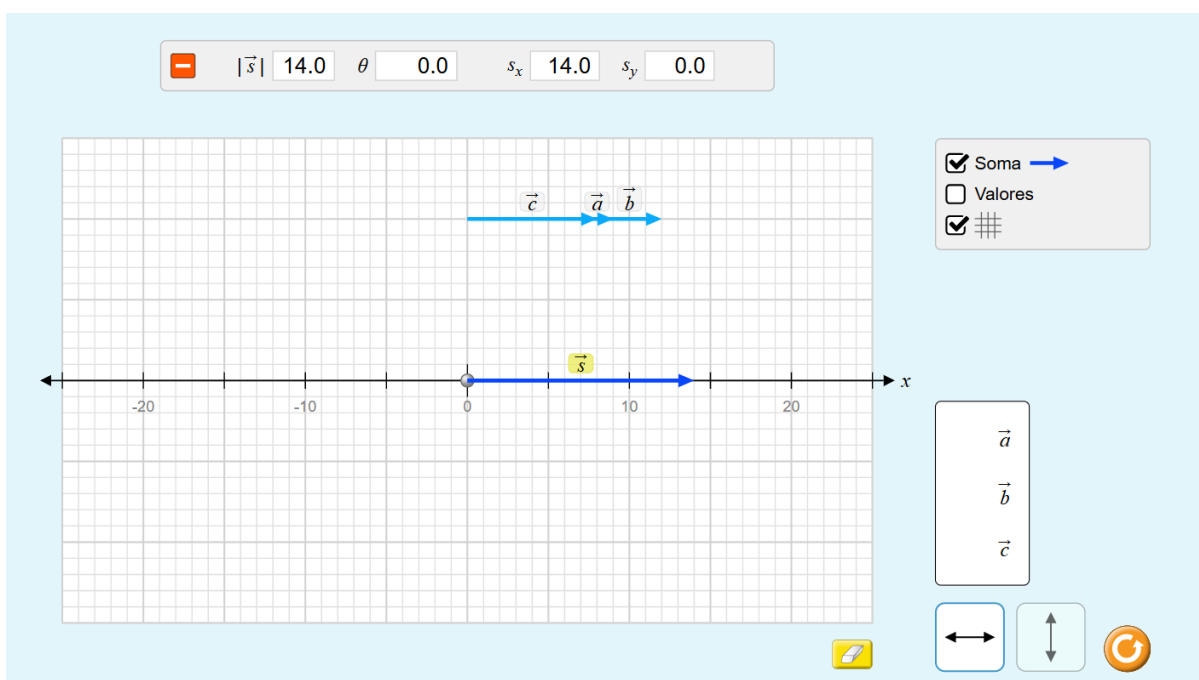 |s⃗| 14.0 θ 0.0 sₓ 14.0 s_y 0.0
Soma
Valores
c⃗ a⃗ b⃗
s⃗
x
-20 -10 0 10 20
a⃗
b⃗
c⃗